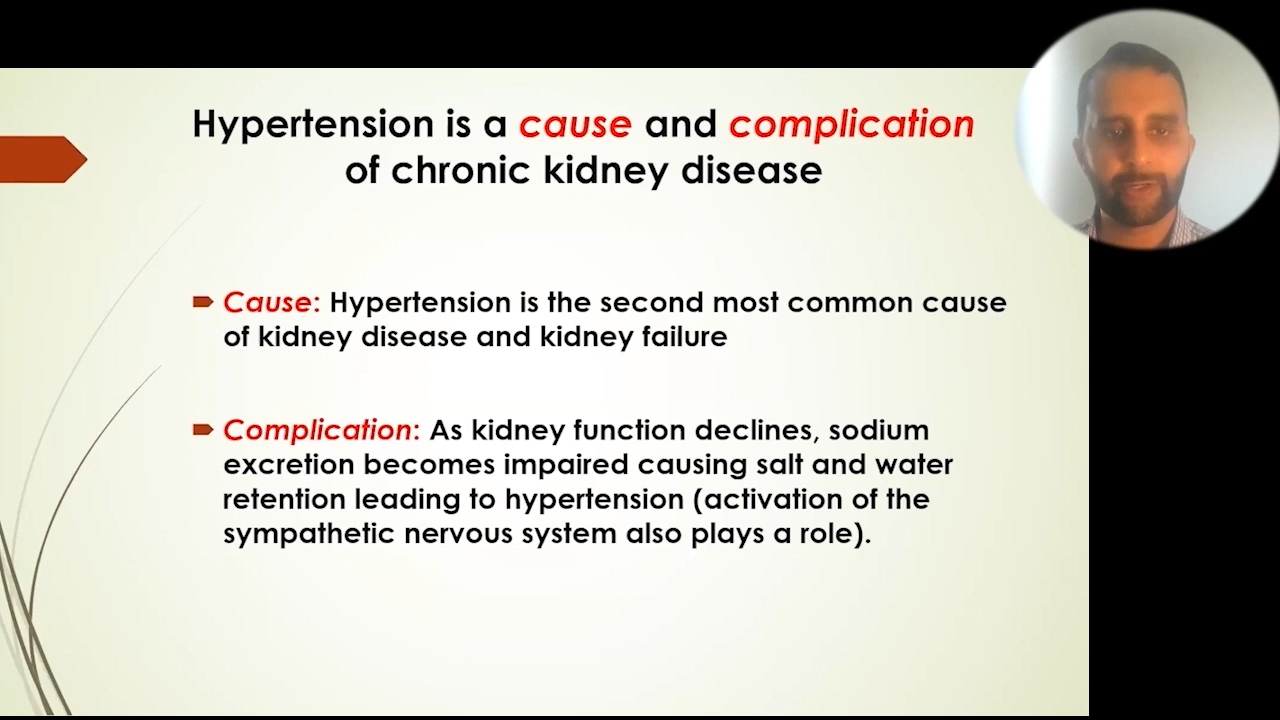 Hypertension is a cause and complication
of chronic kidney disease
Cause: Hypertension is the second most common cause
of kidney disease and kidney failure
Complication: As kidney function declines, sodium
excretion becomes impaired causing salt and water
retention leading to hypertension (activation of the
sympathetic nervous system also plays a role).